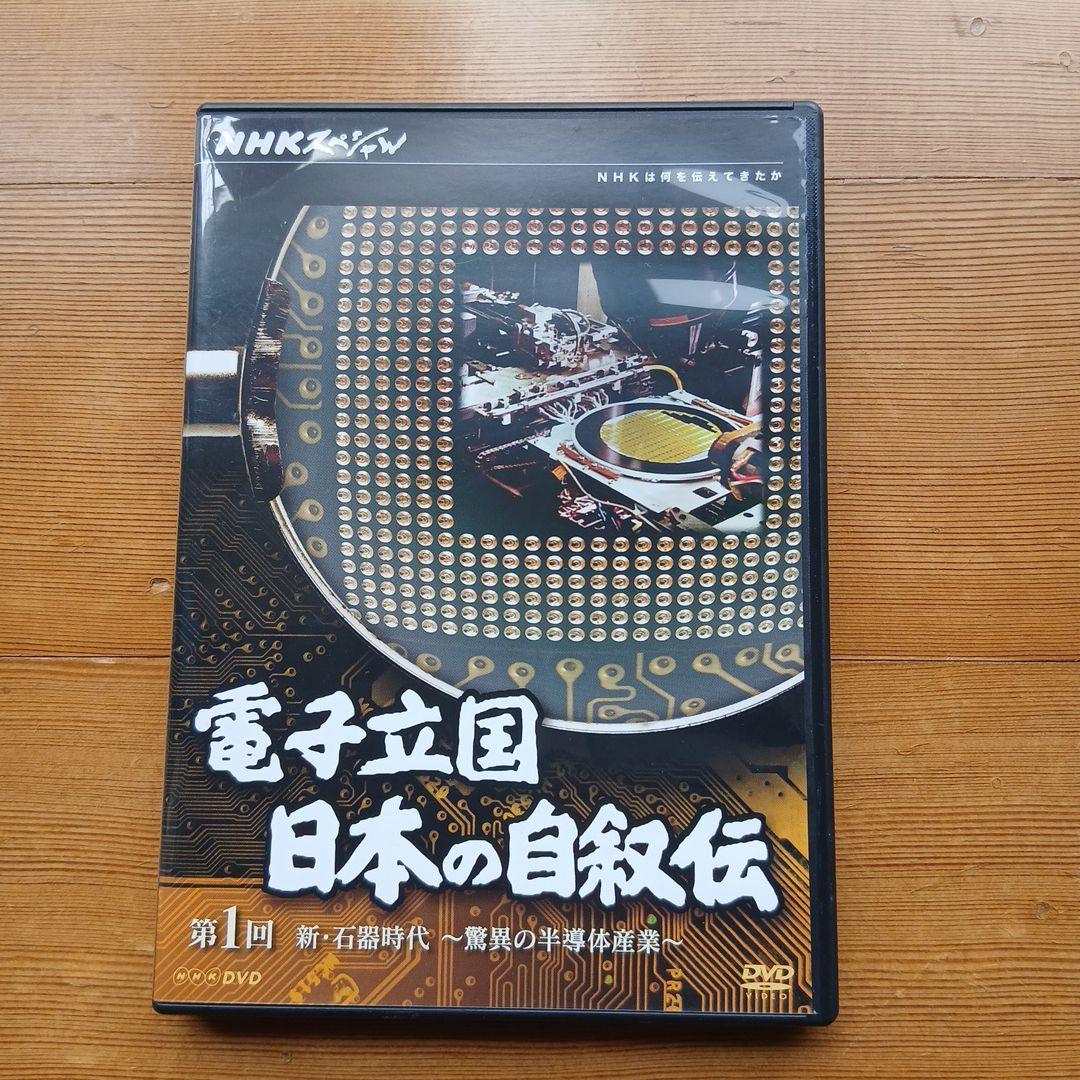 NHKスペシャル
NHKは何を伝えてきたか
電子立国
日本の自叙伝
第1回 新・石器時代 ～驚異の半導体産業～
NHK DVD
DVD
VIDEO